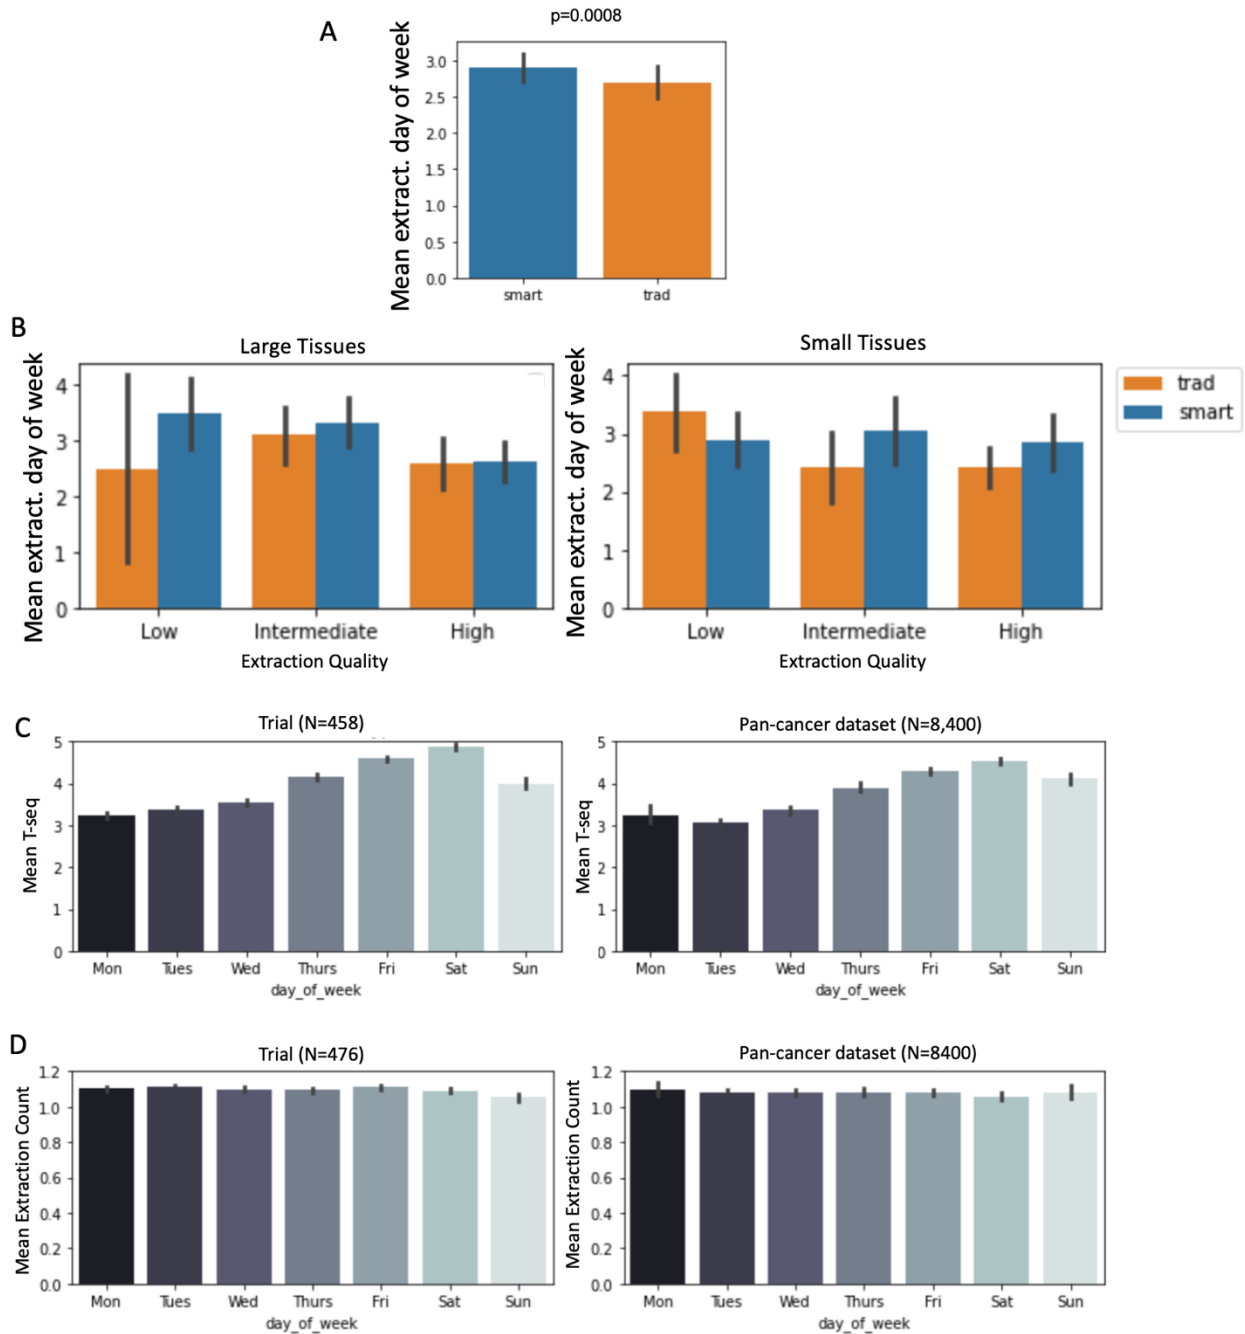 A
p=0.0008
Mean extract. day of week
3.0
2.5
2.0
1.5
1.0
0.5
0.0
smart
trad
B
Large Tissues
Mean extract. day of week
4
3
2
1
0
Low
Intermediate
High
Extraction Quality
Small Tissues
Mean extract. day of week
4
3
2
1
0
Low
Intermediate
High
Extraction Quality
trad
smart
C
Trial (N=458)
Mean T-seq
5
4
3
2
1
0
Mon
Tues
Wed
Thurs
Fri
Sat
Sun
day_of_week
Pan-cancer dataset (N=8,400)
Mean T-seq
5
4
3
2
1
0
Mon
Tues
Wed
Thurs
Fri
Sat
Sun
day_of_week
D
Trial (N=476)
Mean Extraction Count
1.2
1.0
0.8
0.6
0.4
0.2
0.0
Mon
Tues
Wed
Thurs
Fri
Sat
Sun
day_of_week
Pan-cancer dataset (N=8400)
Mean Extraction Count
1.2
1.0
0.8
0.6
0.4
0.2
0.0
Mon
Tues
Wed
Thurs
Fri
Sat
Sun
day_of_week